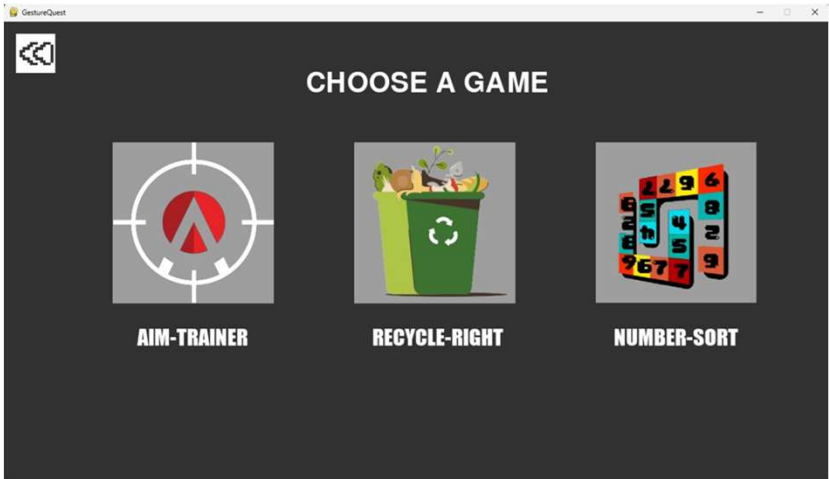 GestureQuest
CHOOSE A GAME
AIM-TRAINER
RECYCLE-RIGHT
NUMBER-SORT